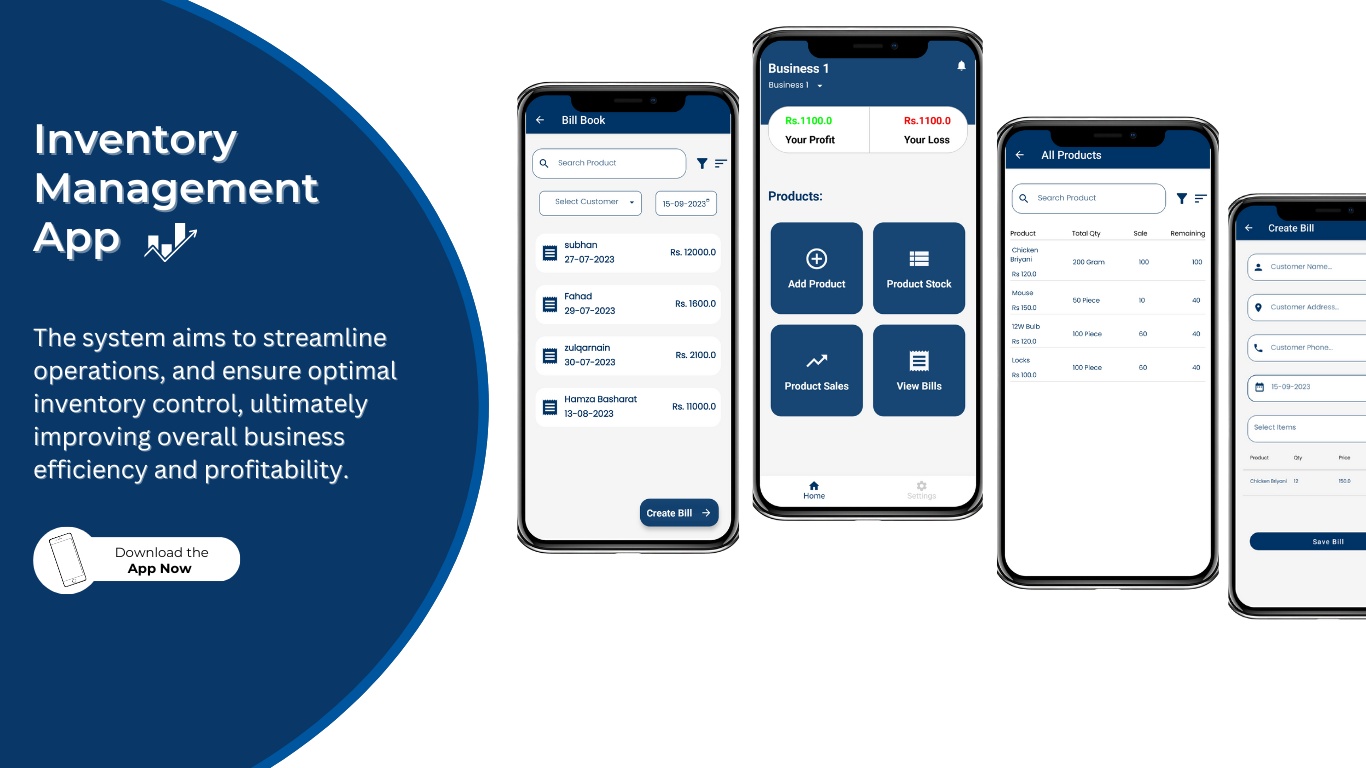 Inventory
Management
App
The system aims to streamline
operations, and ensure optimal
inventory control, ultimately
improving overall business
efficiency and profitability.
Download the
App Now
Bill Book
Search Product
Select Customer
15-09-2023
subhan
27-07-2023
Rs. 12000.0
Fahad
29-07-2023
Rs. 1600.0
zulqarnain
30-07-2023
Rs. 2100.0
Hamza Basharat
13-08-2023
Rs. 11000.0
Create Bill
Business 1
Business 1
Rs.1100.0 Rs.1100.0
Your Profit Your Loss
Products:
Add Product Product Stock
Product Sales View Bills
Home Settings
All Products
Search Product
Product Total Qty Sale Remaining
Chicken
Briyani
200 Gram 100 100
Rs 120.0
Mouse
50 Piece 10 40
Rs 150.0
12W Bulb
100 Piece 60 40
Rs 120.0
Locks
100 Piece 60 40
Rs 100.0
Create Bill
Customer Name...
Customer Address...
Customer Phone...
15-09-2023
Select Items
Product Qty Price
Chicken Briyani 12 150.0
Save Bill